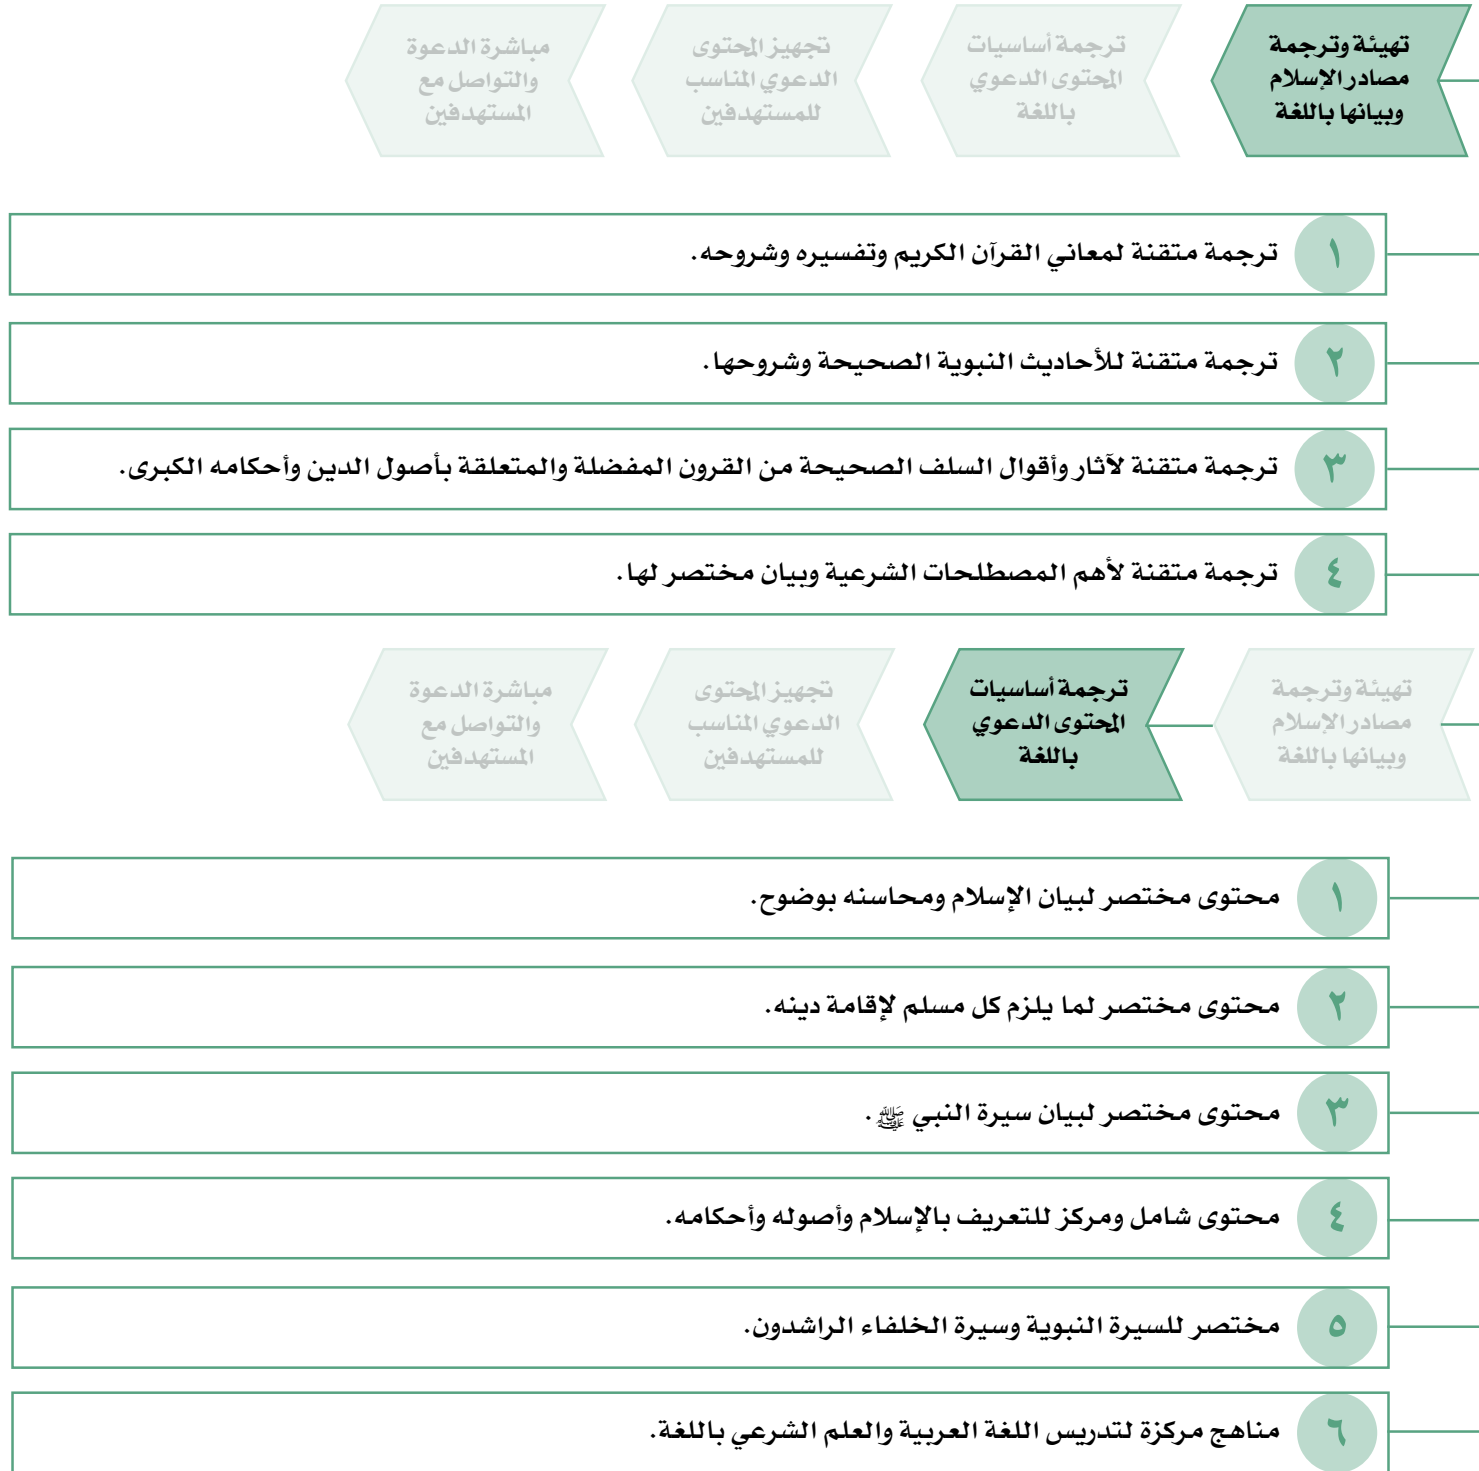 تهيئة وترجمة
مصادر الإسلام
وبيانها باللغة
ترجمة أساسيات
المحتوى الدعوي
باللغة
تجهيز المحتوى
الدعوي المناسب
للمستهدفين
مباشرة الدعوة
والتواصل مع
المستهدفين
١ ترجمة متقنة لمعاني القرآن الكريم وتفسيره وشروحه.
٢ ترجمة متقنة للأحاديث النبوية الصحيحة وشروحها.
٣ ترجمة متقنة لآثار وأقوال السلف الصحيحة من القرون المفضلة والمتعلقة بأصول الدين وأحكامه الكبرى.
٤ ترجمة متقنة لأهم المصطلحات الشرعية وبيان مختصر لها.
تهيئة وترجمة
مصادر الإسلام
وبيانها باللغة
ترجمة أساسيات
المحتوى الدعوي
باللغة
تجهيز المحتوى
الدعوي المناسب
للمستهدفين
مباشرة الدعوة
والتواصل مع
المستهدفين
١ محتوى مختصر لبيان الإسلام ومحاسنه بوضوح.
٢ محتوى مختصر لما يلزم كل مسلم لإقامة دينه.
٣ محتوى مختصر لبيان سيرة النبي ﷺ.
٤ محتوى شامل ومركز للتعريف بالإسلام وأصوله وأحكامه.
٥ مختصر للسيرة النبوية وسيرة الخلفاء الراشدون.
٦ مناهج مركزة لتدريس اللغة العربية والعلم الشرعي باللغة.